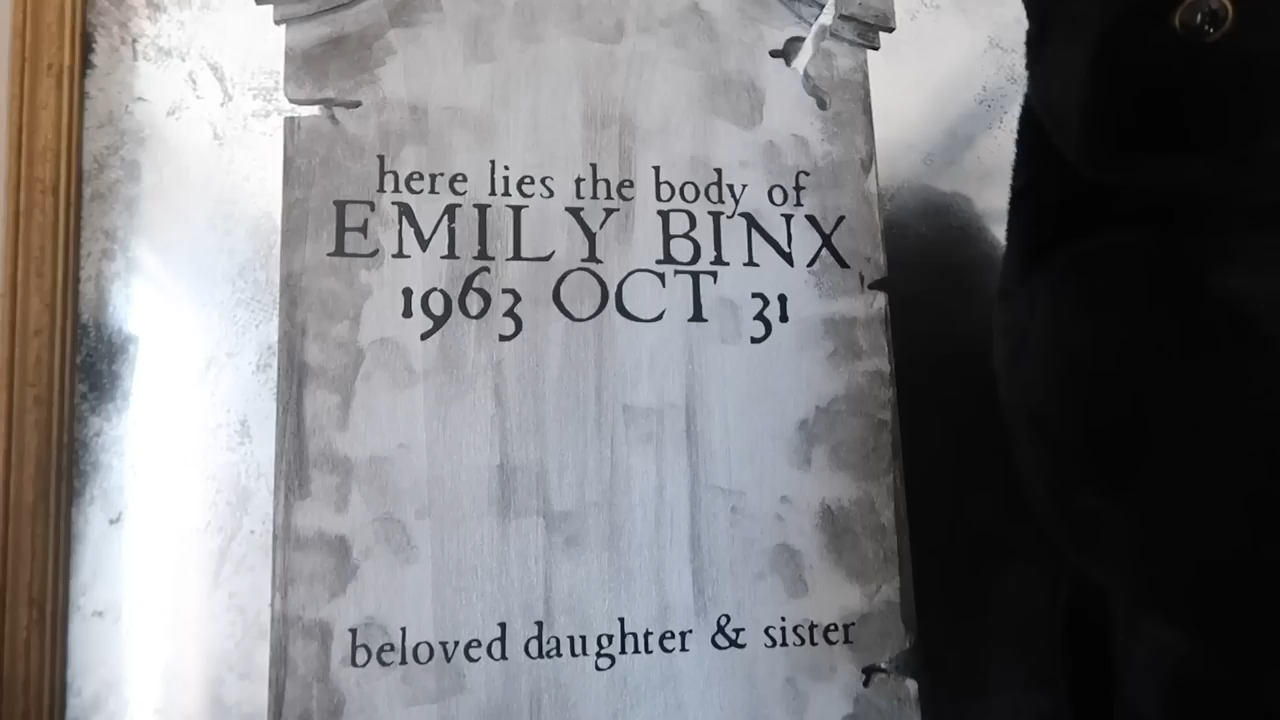 here lies the body of
EMILY BINX
1963 OCT 31
beloved daughter & sister